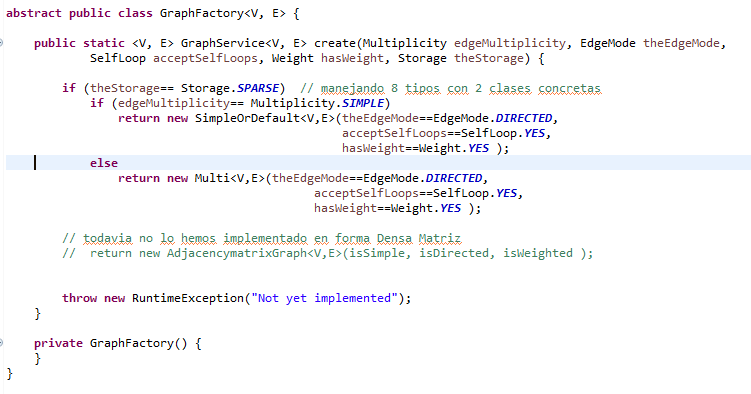 abstract public class GraphFactory<V, E> {
public static <V, E> GraphService<V, E> create(Multiplicity edgeMultiplicity, EdgeMode theEdgeMode,
SelfLoop acceptSelfLoops, Weight hasWeight, Storage theStorage) {
if (theStorage== Storage.SPARSE)  // manejando 8 tipos con 2 clases concretas
if (edgeMultiplicity== Multiplicity.SIMPLE)
return new SimpleOrDefault<V,E>(theEdgeMode==EdgeMode.DIRECTED,
acceptSelfLoops==SelfLoop.YES,
hasWeight==Weight.YES );
else
return new Multi<V,E>(theEdgeMode==EdgeMode.DIRECTED,
acceptSelfLoops==SelfLoop.YES,
hasWeight==Weight.YES );
// todavia no lo hemos implementado en forma Densa Matriz
//  return new AdjacencymatrixGraph<V,E>(isSimple, isDirected, isWeighted );
throw new RuntimeException("Not yet implemented");
}
private GraphFactory() {
}
}